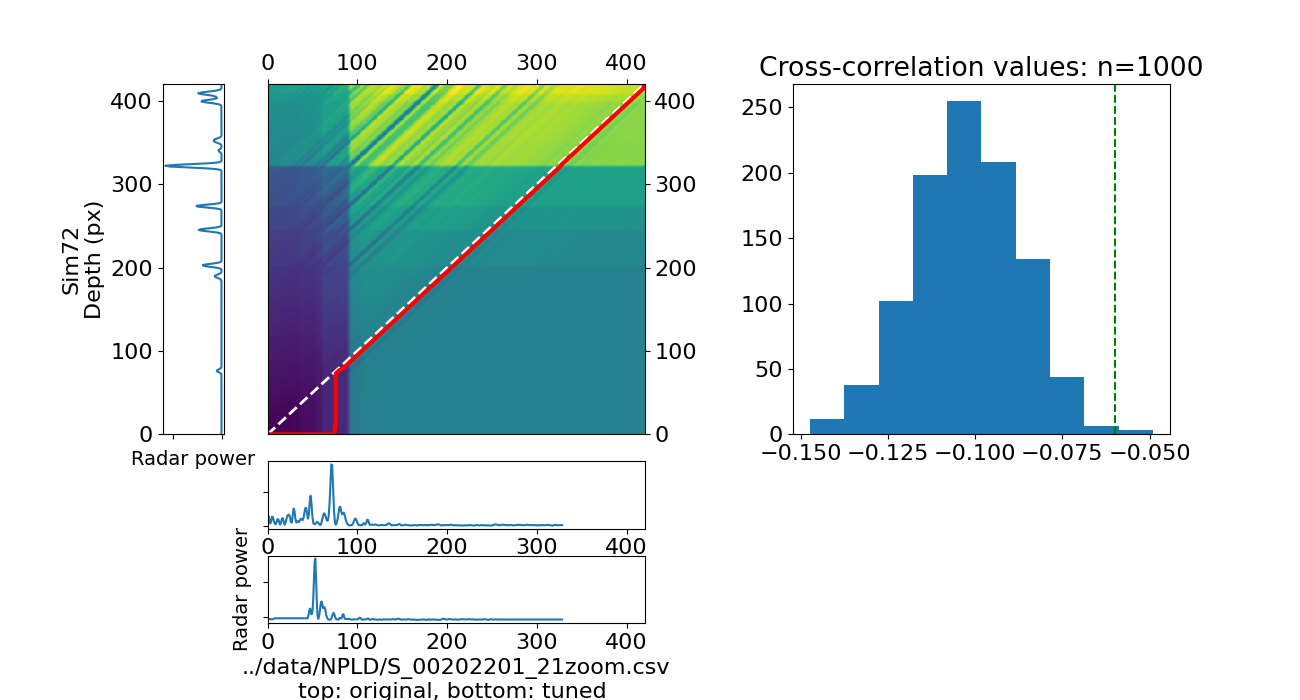 0 100 200 300 400
Cross-correlation values: n=1000
400
300
200
100
0
Sim72
Depth (px)
Radar power
400
300
200
100
0
250
200
150
100
50
0
−0.150 −0.125 −0.100 −0.075 −0.050
0 100 200 300 400
Radar power
0 100 200 300 400
../data/NPLD/S_00202201_21zoom.csv
top: original, bottom: tuned